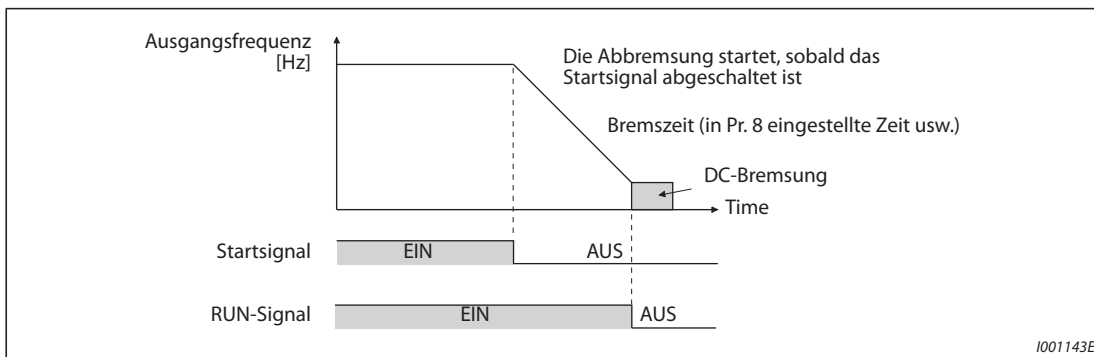 Ausgangsfrequenz
[Hz]
Die Abbremsung startet, sobald das
Startsignal abgeschaltet ist
Bremszeit (in Pr. 8 eingestellte Zeit usw.)
DC-Bremsung
Time
Startsignal
EIN
AUS
RUN-Signal
EIN
AUS
I001143E